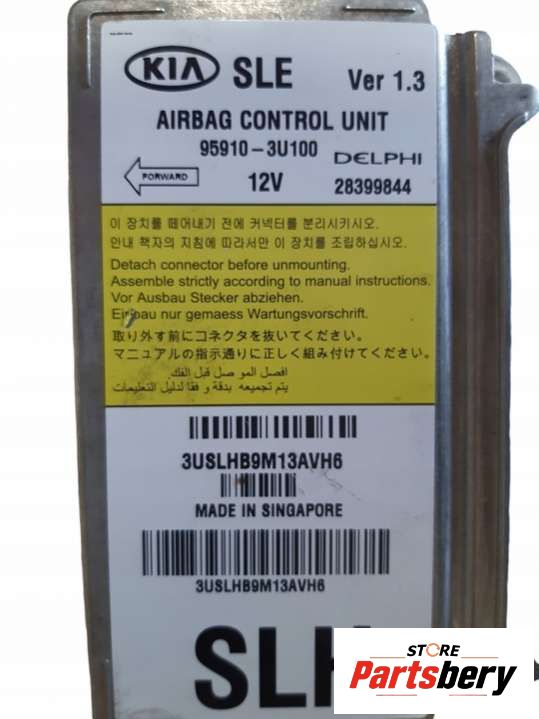 KIA SLE Ver 1.3
AIRBAG CONTROL UNIT
95910-3U100 DELPHI
FORWARD 12V 28399844
이 장치를 떼어내기 전에 커넥터를 분리시키시오.
안내 책자의 지침에 따라서만 이 장치를 조립하십시오.
Detach connector before unmounting.
Assemble strictly according to manual instructions.
Vor Ausbau Stecker abziehen.
Einbau nur gemaess Wartungsvorschrift.
取り外す前にコネクタを抜いてください。
マニュアルの指示通りに正しく組み付けてください。
افصل الموصل قبل الفك
يتم تجميعه بدقة و فقا لدليل التعليمات
3USLHB9M13AVH6
MADE IN SINGAPORE
3USLHB9M13AVH6
STORE
Partsbery